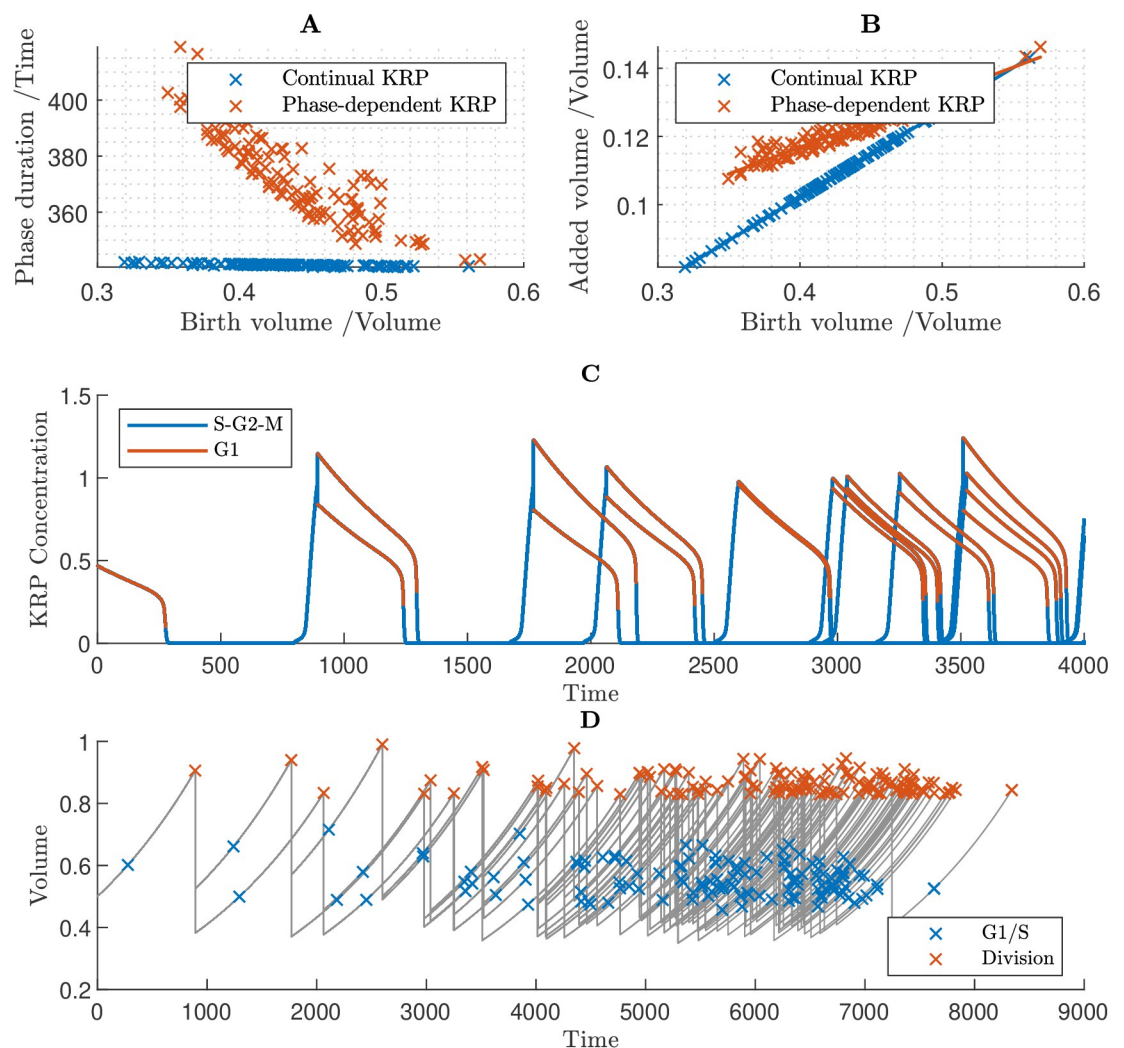 A
Phase duration /Time
400
380
360
0.3 0.4 0.5 0.6
Birth volume /Volume
Continual KRP
Phase-dependent KRP
B
Added volume /Volume
0.14
0.12
0.1
0.3 0.4 0.5 0.6
Birth volume /Volume
Continual KRP
Phase-dependent KRP
C
KRP Concentration
1.5
1
0.5
0
0 500 1000 1500 2000 2500 3000 3500 4000
Time
S-G2-M
G1
D
Volume
1
0.8
0.6
0.4
0.2
0 1000 2000 3000 4000 5000 6000 7000 8000 9000
Time
G1/S
Division